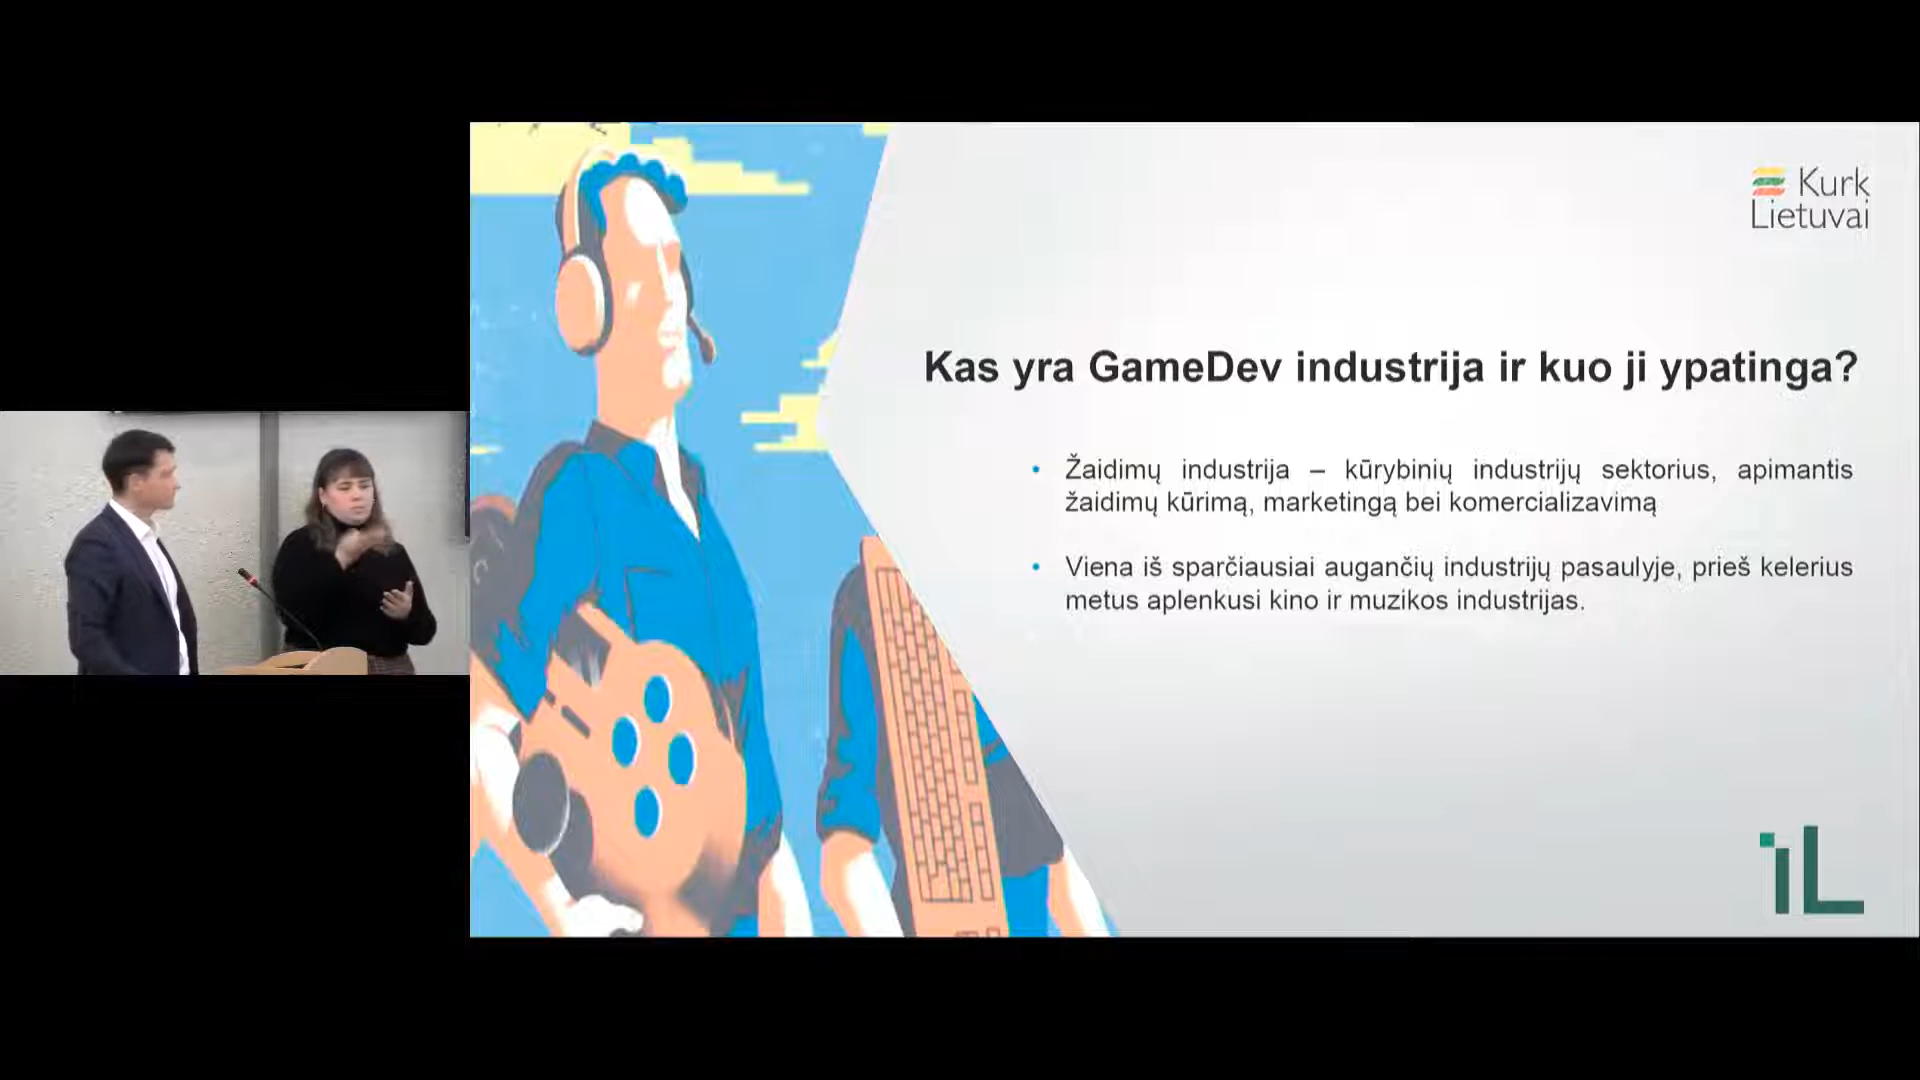 Kurk
Lietuvai
Kas yra GameDev industrija ir kuo ji ypatinga?
• Žaidimų industrija – kūrybinių industrijų sektorius, apimantis
žaidimų kūrimą, marketingą bei komercializavimą
• Viena iš sparčiausiai augančių industrijų pasaulyje, prieš kelerius
metus aplenkusi kino ir muzikos industrijas.
iL